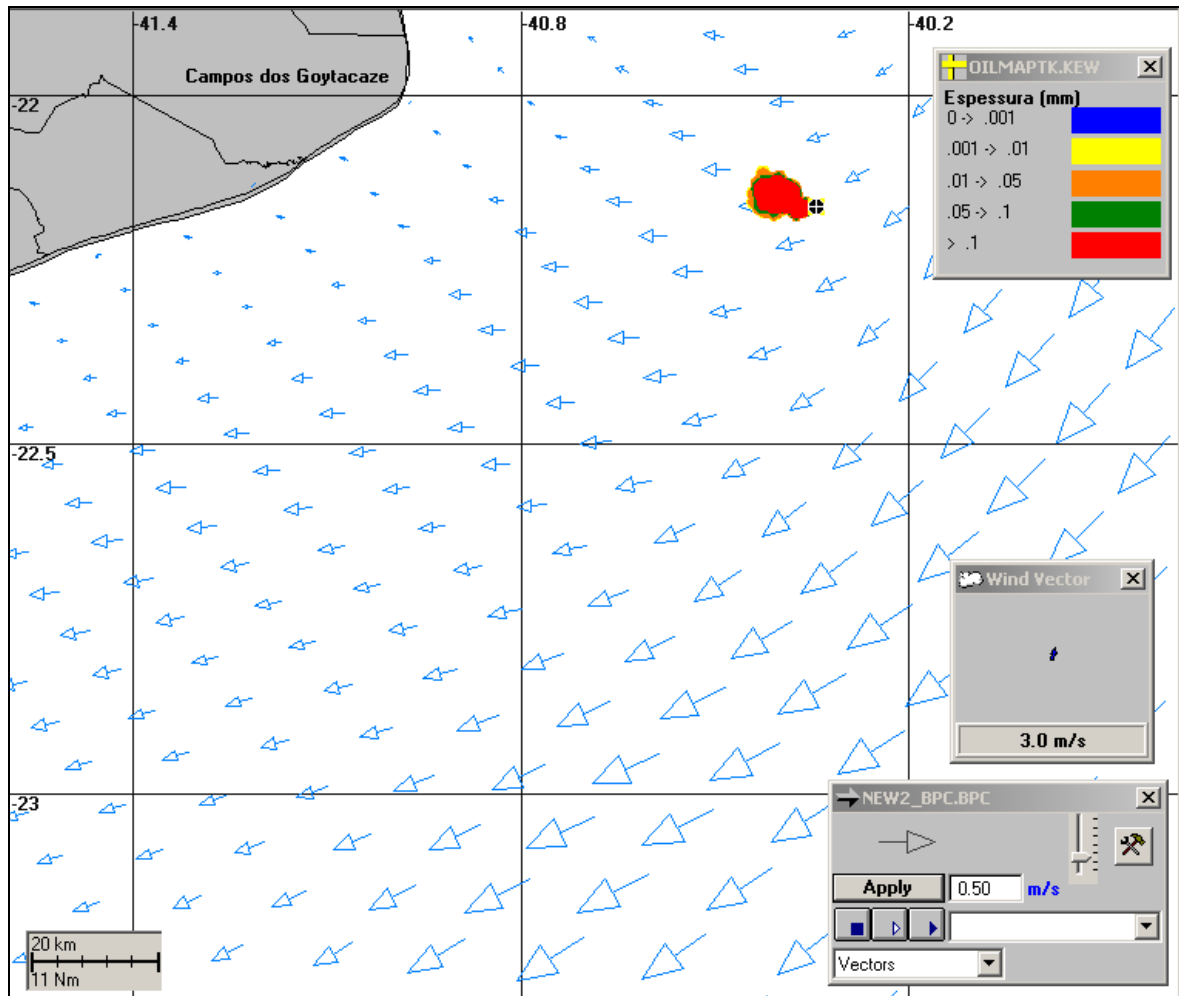 -41.4
-40.8
-40.2
Campos dos Goytacaze
-22
-22.5
-23
OILMAPTK.KEW
Espessura (mm)
0 -> .001
.001 -> .01
.01 -> .05
.05 -> .1
> .1
Wind Vector
3.0 m/s
NEW2_BPC.BPC
Apply 0.50 m/s
Vectors
20 km
11 Nm